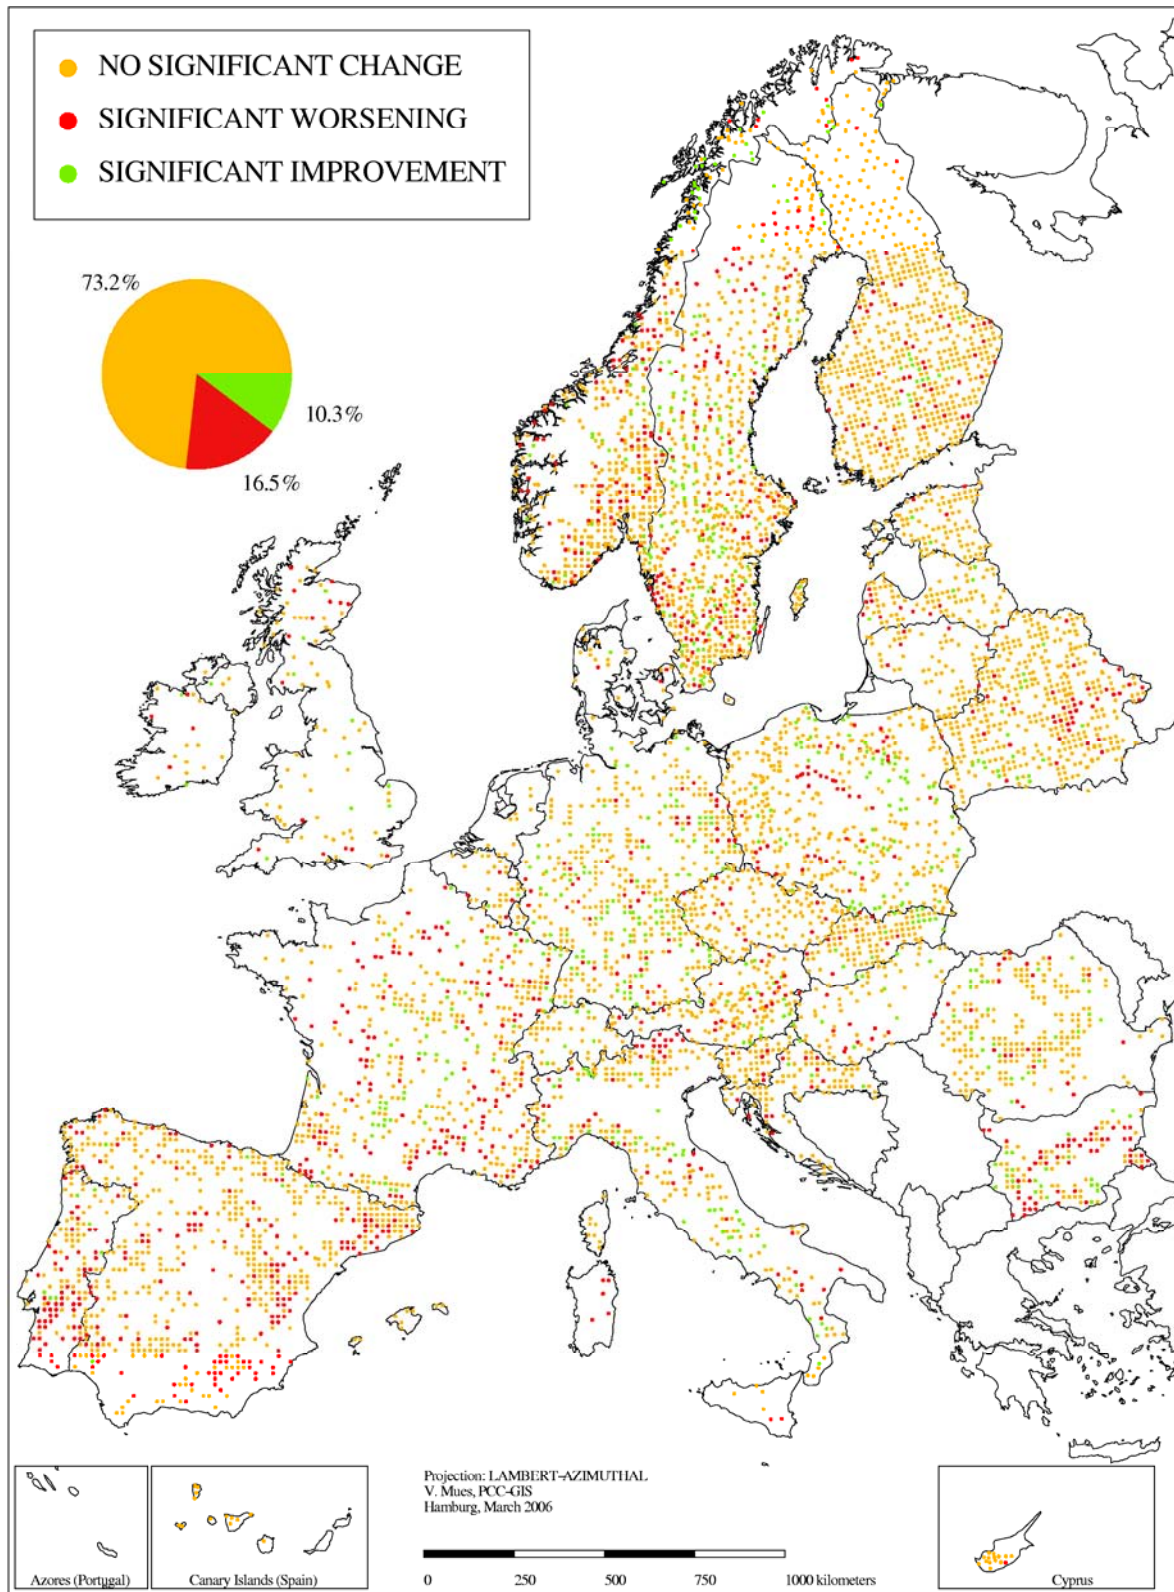 NO SIGNIFICANT CHANGE
SIGNIFICANT WORSENING
SIGNIFICANT IMPROVEMENT
73.2%
10.3%
16.5%
Projection: LAMBERT-AZIMUTHAL
V. Mues, PCC-GIS
Hamburg, March 2006
0 250 500 750 1000 kilometers
Azores (Portugal)
Canary Islands (Spain)
Cyprus